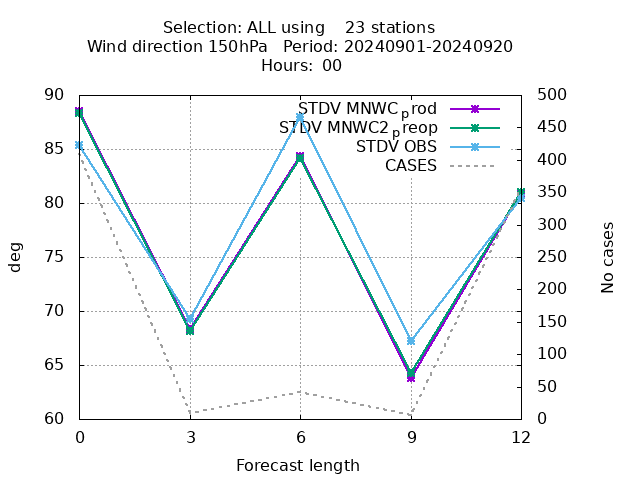 Selection: ALL using 23 stations
Wind direction 150hPa Period: 20240901-20240920
Hours: 00
STDV MNWC_prod
STDV MNWC2_preop
STDV OBS
CASES
deg
90
85
80
75
70
65
60
500
450
400
350
300
250
200
150
100
50
0
No cases
0 3 6 9 12
Forecast length